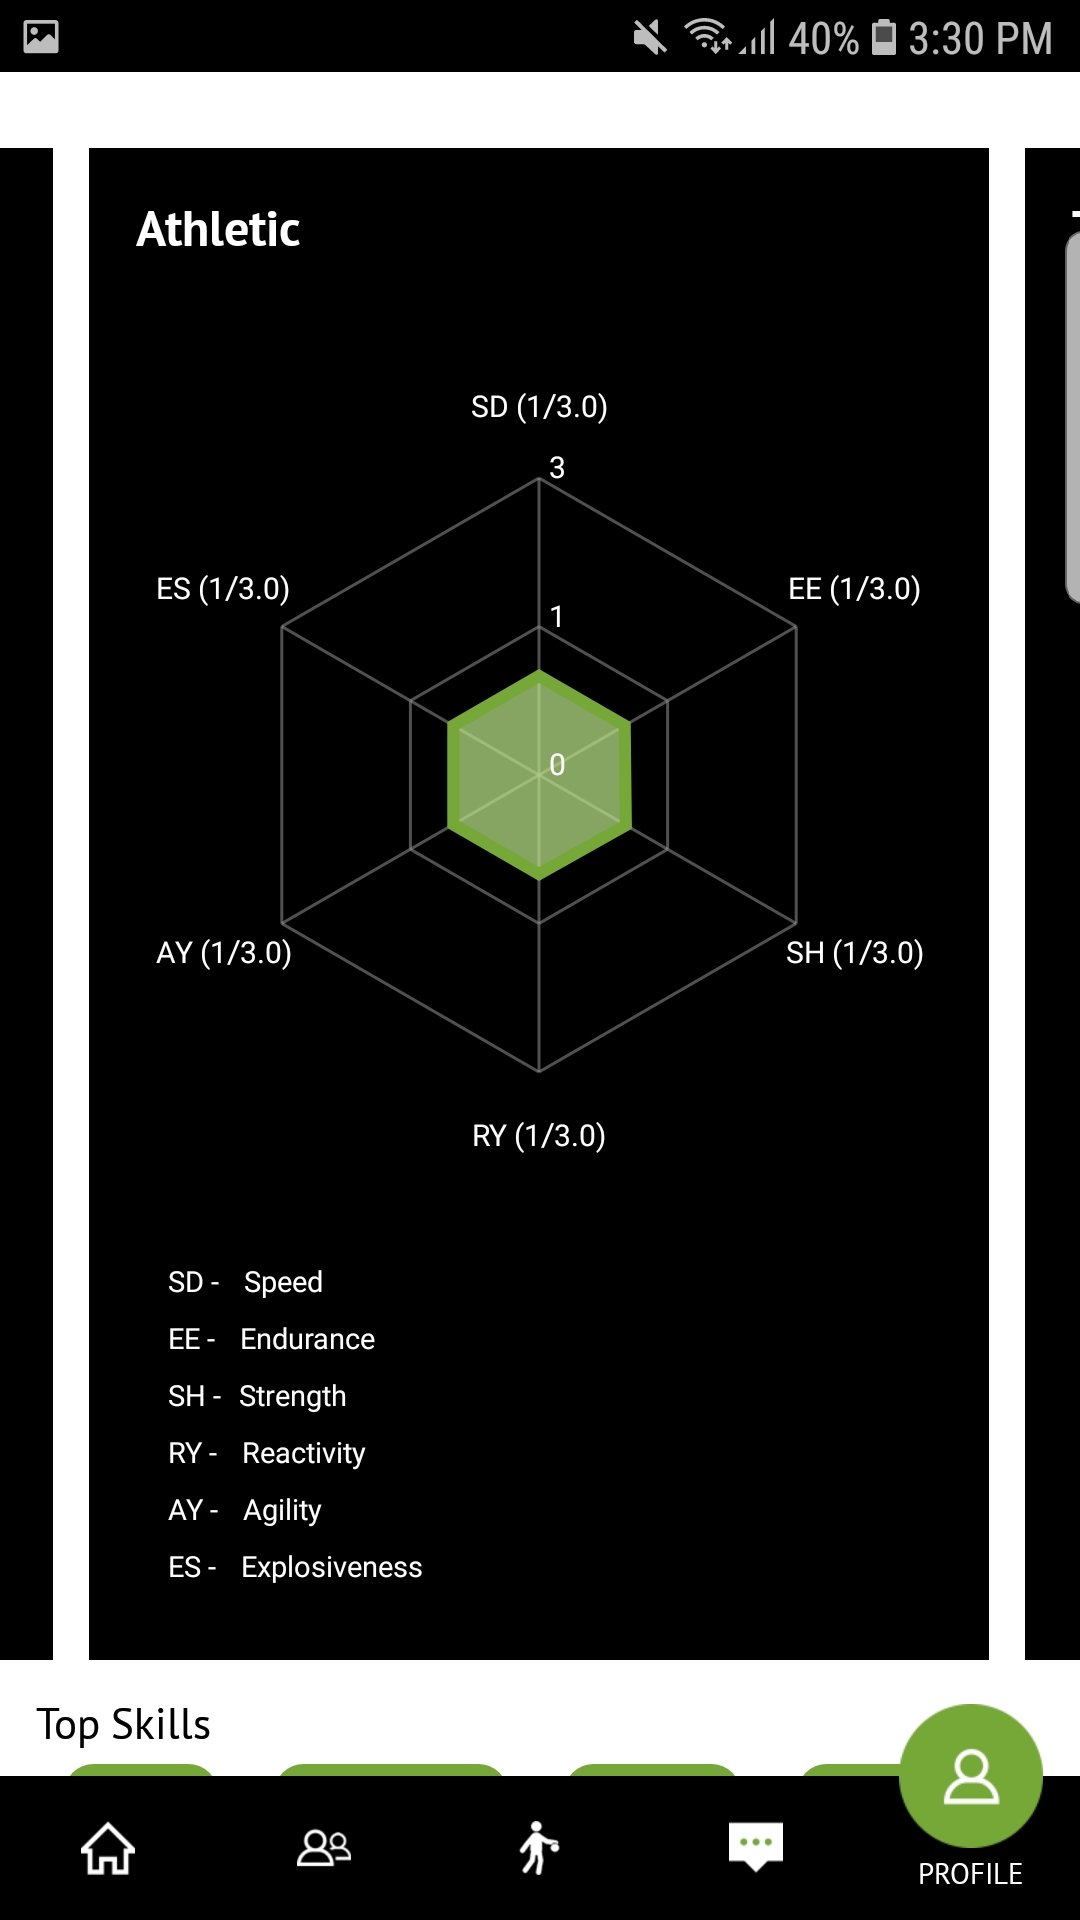 40% 3:30 PM
Athletic
SD (1/3.0)
3
ES (1/3.0)
EE (1/3.0)
1
0
AY (1/3.0)
SH (1/3.0)
RY (1/3.0)
SD - Speed
EE - Endurance
SH - Strength
RY - Reactivity
AY - Agility
ES - Explosiveness
Top Skills
PROFILE